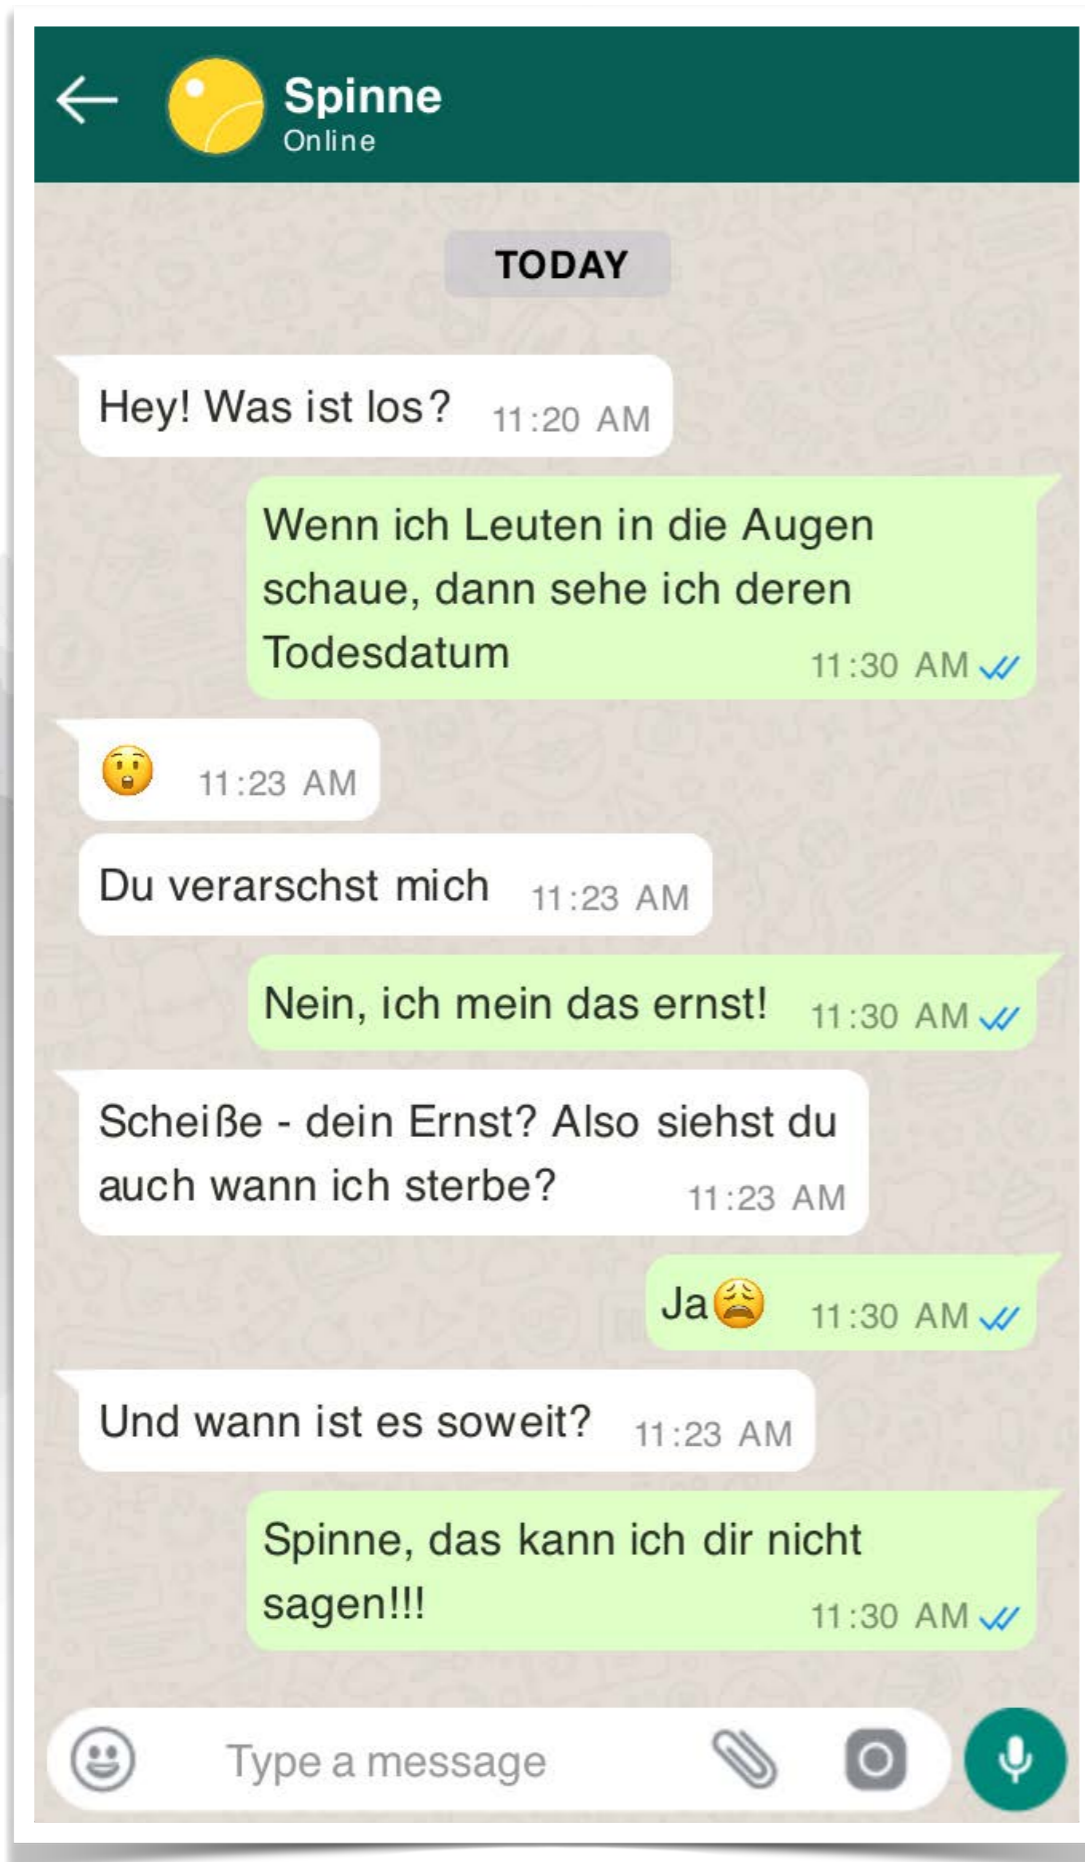 Spinne
Online
TODAY
Hey! Was ist los? 11:20 AM
Wenn ich Leuten in die Augen
schaue, dann sehe ich deren
Todesdatum 11:30 AM
😲 11:23 AM
Du verarschst mich 11:23 AM
Nein, ich mein das ernst! 11:30 AM
Scheiße - dein Ernst? Also siehst du
auch wann ich sterbe? 11:23 AM
Ja😩 11:30 AM
Und wann ist es soweit? 11:23 AM
Spinne, das kann ich dir nicht
sagen!!! 11:30 AM
Type a message